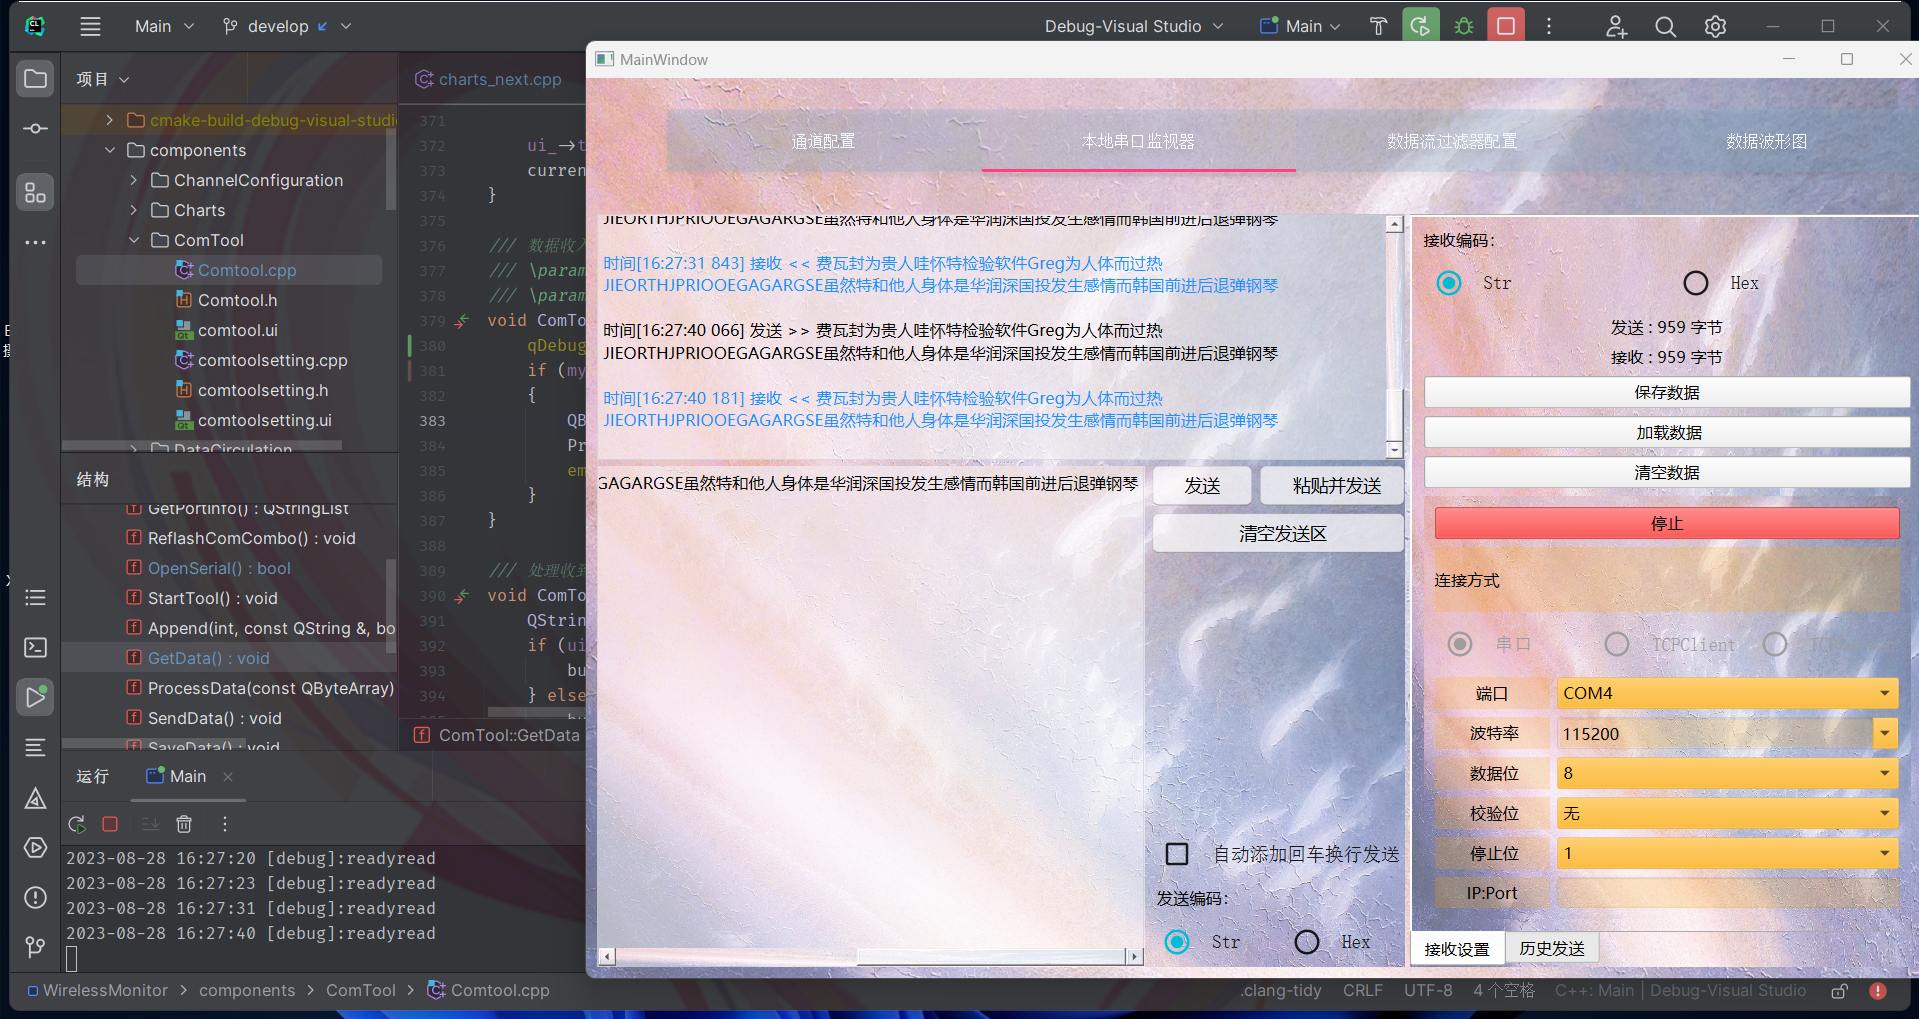 Main
develop
Debug-Visual Studio
Main
项目
cmake-build-debug-visual-studi
components
ChannelConfiguration
Charts
ComTool
Comtool.cpp
Comtool.h
comtool.ui
comtoolsetting.cpp
comtoolsetting.h
comtoolsetting.ui
DataCirculation
结构
GetPortInfo() : QStringList
ReflashComCombo() : void
OpenSerial() : bool
StartTool() : void
Append(int, const QString &, bo
GetData() : void
ProcessData(const QByteArray)
SendData() : void
SaveData() : void
charts_next.cpp
371
372 ui_->t
373 curren
374 }
375
376 /// 数据收入
377 /// \param
378 /// \param
379 void ComTo
380 qDebug
381 if (my
382 {
383 QB
384 Pr
385 em
386 }
387 }
388
389 /// 处理收到
390 void ComTo
391 QStrin
392 if (ui
393 bu
394 } else
ComTool::GetData
运行
Main
2023-08-28 16:27:20 [debug]:readyread
2023-08-28 16:27:23 [debug]:readyread
2023-08-28 16:27:31 [debug]:readyread
2023-08-28 16:27:40 [debug]:readyread
MainWindow
通道配置
本地串口监视器
数据流过滤器配置
数据波形图
JIEORTHJPRIOOEGAGARGSE虽然特和他人身体是华润深国投发生感情而韩国前进后退弹钢琴
时间[16:27:31 843] 接收 << 费瓦封为贵人哇怀特检验软件Greg为人体而过热
JIEORTHJPRIOOEGAGARGSE虽然特和他人身体是华润深国投发生感情而韩国前进后退弹钢琴
时间[16:27:40 066] 发送 >> 费瓦封为贵人哇怀特检验软件Greg为人体而过热
JIEORTHJPRIOOEGAGARGSE虽然特和他人身体是华润深国投发生感情而韩国前进后退弹钢琴
时间[16:27:40 181] 接收 << 费瓦封为贵人哇怀特检验软件Greg为人体而过热
JIEORTHJPRIOOEGAGARGSE虽然特和他人身体是华润深国投发生感情而韩国前进后退弹钢琴
GAGARGSE虽然特和他人身体是华润深国投发生感情而韩国前进后退弹钢琴
发送
粘贴并发送
清空发送区
自动添加回车换行发送
发送编码:
Str
Hex
接收编码:
Str
Hex
发送 : 959 字节
接收 : 959 字节
保存数据
加载数据
清空数据
停止
连接方式
串口
TCPClient
端口
COM4
波特率
115200
数据位
8
校验位
无
停止位
1
IP:Port
接收设置
历史发送
WirelessMonitor
components
ComTool
Comtool.cpp
.clang-tidy
CRLF
UTF-8
4 个空格
C++: Main | Debug-Visual Studio